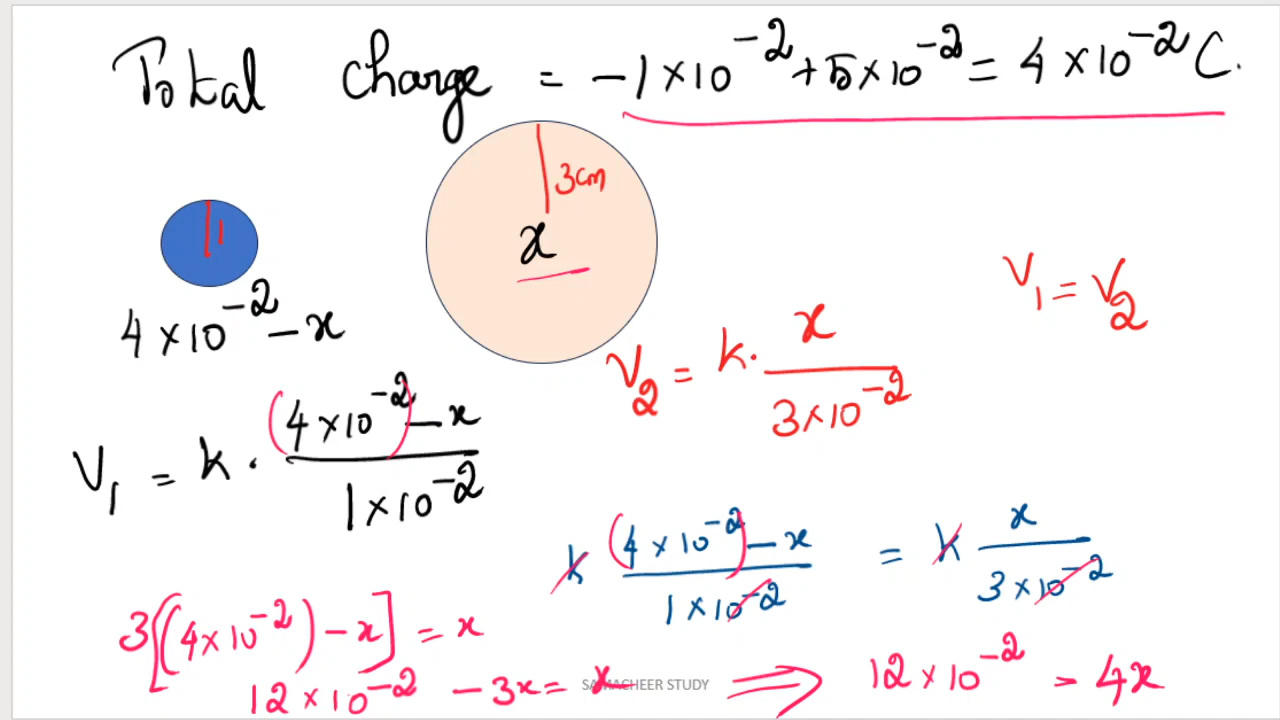 Total charge = -1×10⁻² + 5×10⁻² = 4×10⁻² C.
3cm
1
x
4×10⁻² - x
V₁ = V₂
V₂ = k. x / 3×10⁻²
V₁ = k. (4×10⁻²) - x / 1×10⁻²
k (4×10⁻²) - x / 1×10⁻² = k x / 3×10⁻²
3[(4×10⁻²) - x] = x
12×10⁻² - 3x = x ⟹ 12×10⁻² = 4x
SAMACHEER STUDY